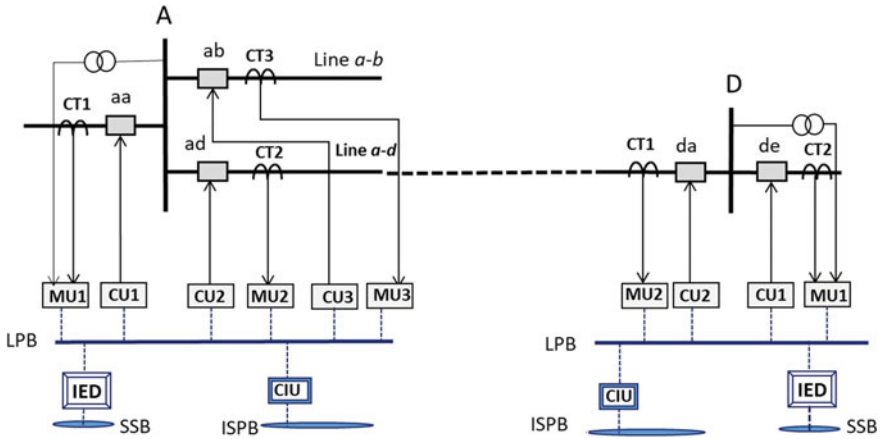 A
ab CT3 Line a-b
CT1 aa
D
ad CT2 Line a-d
CT1 da de CT2
MU1 CU1 CU2 MU2 CU3 MU3
MU2 CU2 CU1 MU1
LPB
LPB
IED CIU
CIU IED
SSB ISPB
ISPB SSB